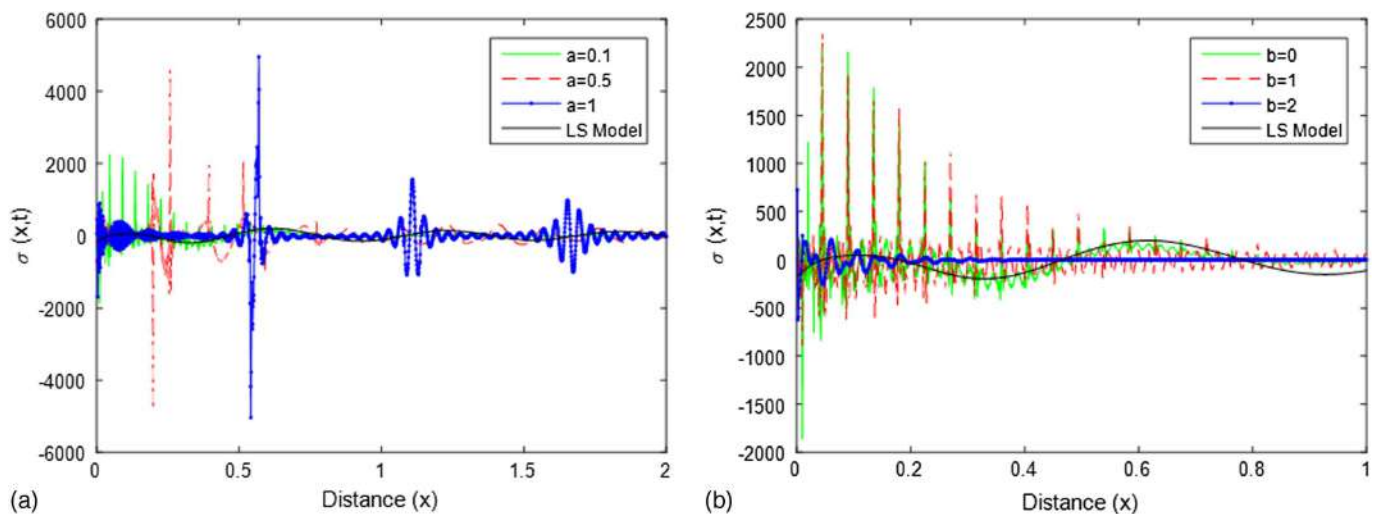 6000
4000
2000
0
-2000
-4000
-6000
σ (x,t)
a=0.1
a=0.5
a=1
LS Model
0
0.5
1
1.5
2
Distance (x)
(a)
2500
2000
1500
1000
500
0
-500
-1000
-1500
-2000
σ (x,t)
b=0
b=1
b=2
LS Model
0
0.2
0.4
0.6
0.8
1
Distance (x)
(b)